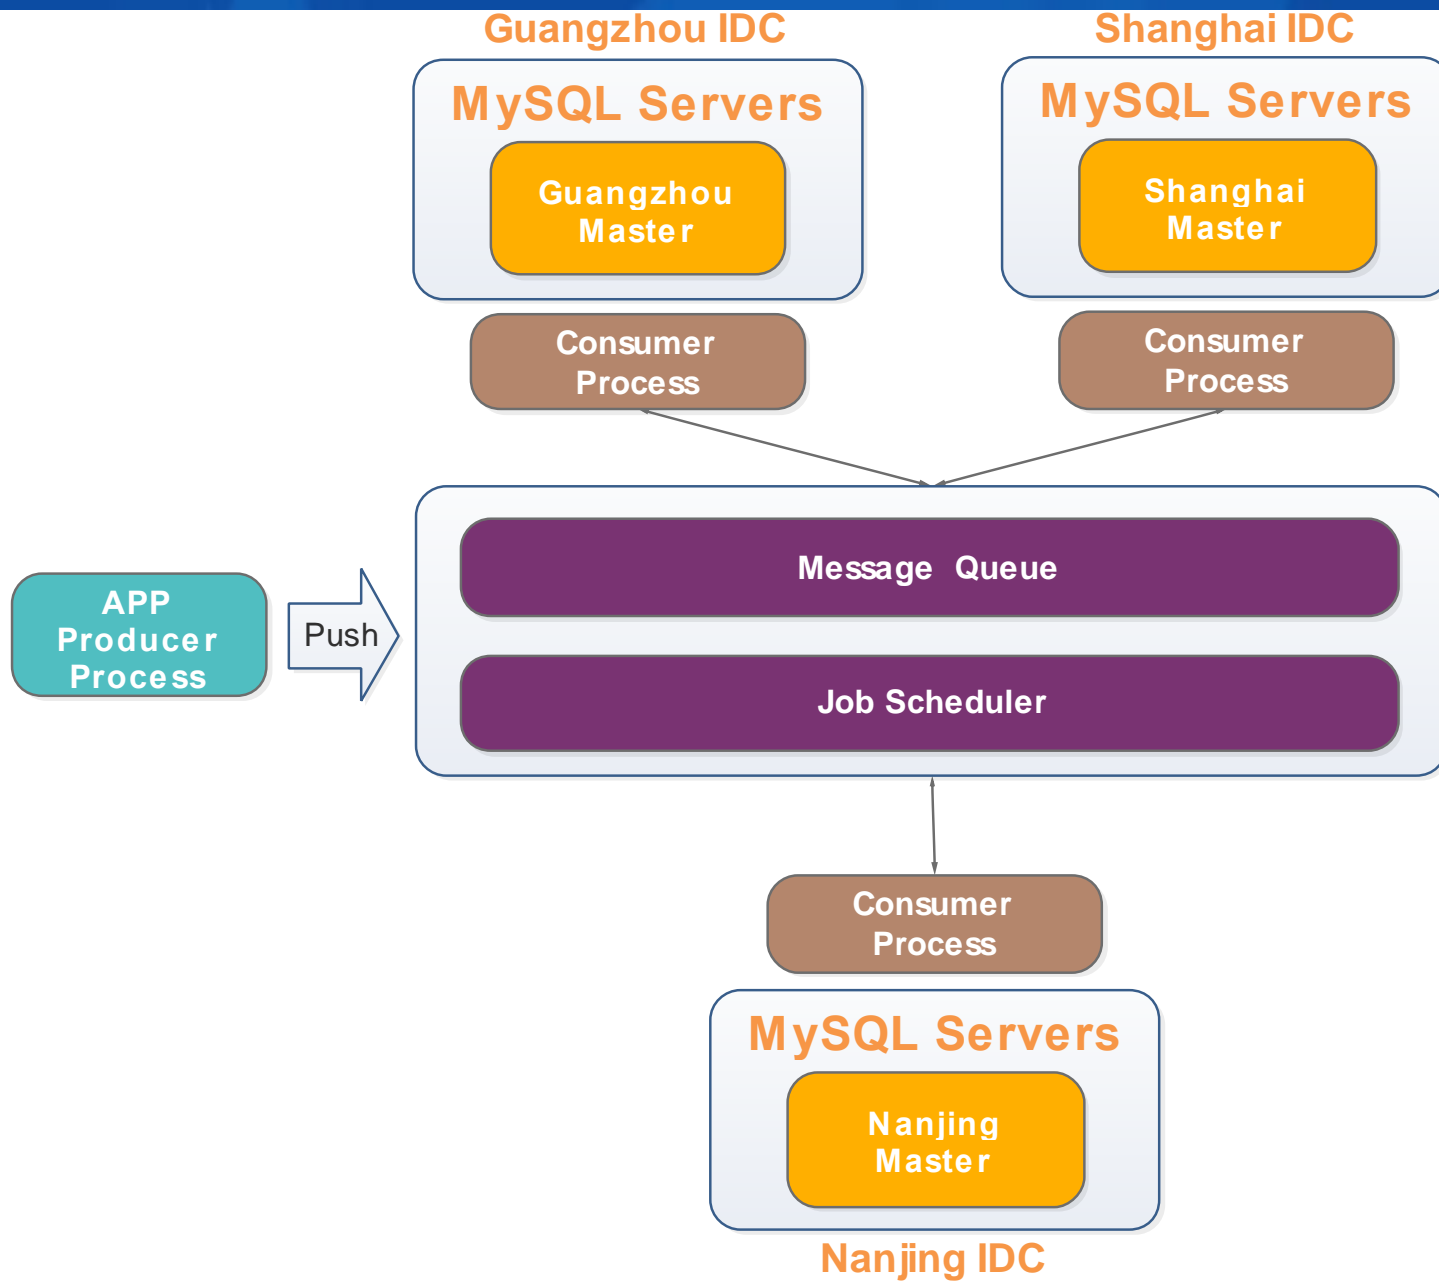 Guangzhou IDC
Shanghai IDC
MySQL Servers
MySQL Servers
Guangzhou
Master
Shanghai
Master
Consumer
Process
Consumer
Process
Message Queue
APP
Producer
Process
Push
Job Scheduler
Consumer
Process
MySQL Servers
Nanjing
Master
Nanjing IDC